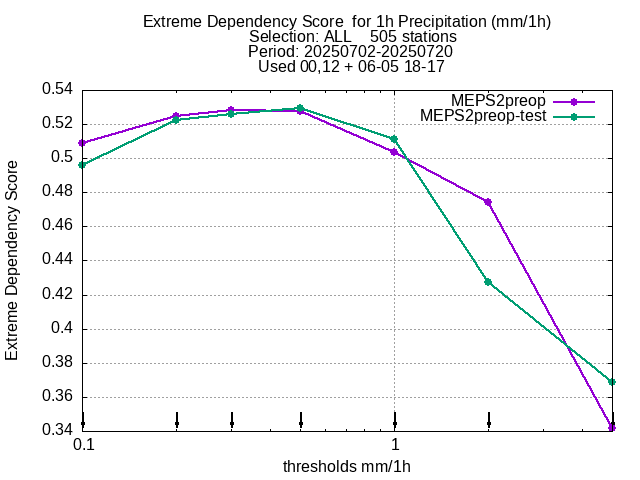 Extreme Dependency Score  for 1h Precipitation (mm/1h)
Selection: ALL    505 stations
Period: 20250702-20250720
Used 00,12 + 06-05 18-17
MEPS2preop
MEPS2preop-test
Extreme Dependency Score
0.54
0.52
0.5
0.48
0.46
0.44
0.42
0.4
0.38
0.36
0.34
0.1
1
thresholds mm/1h